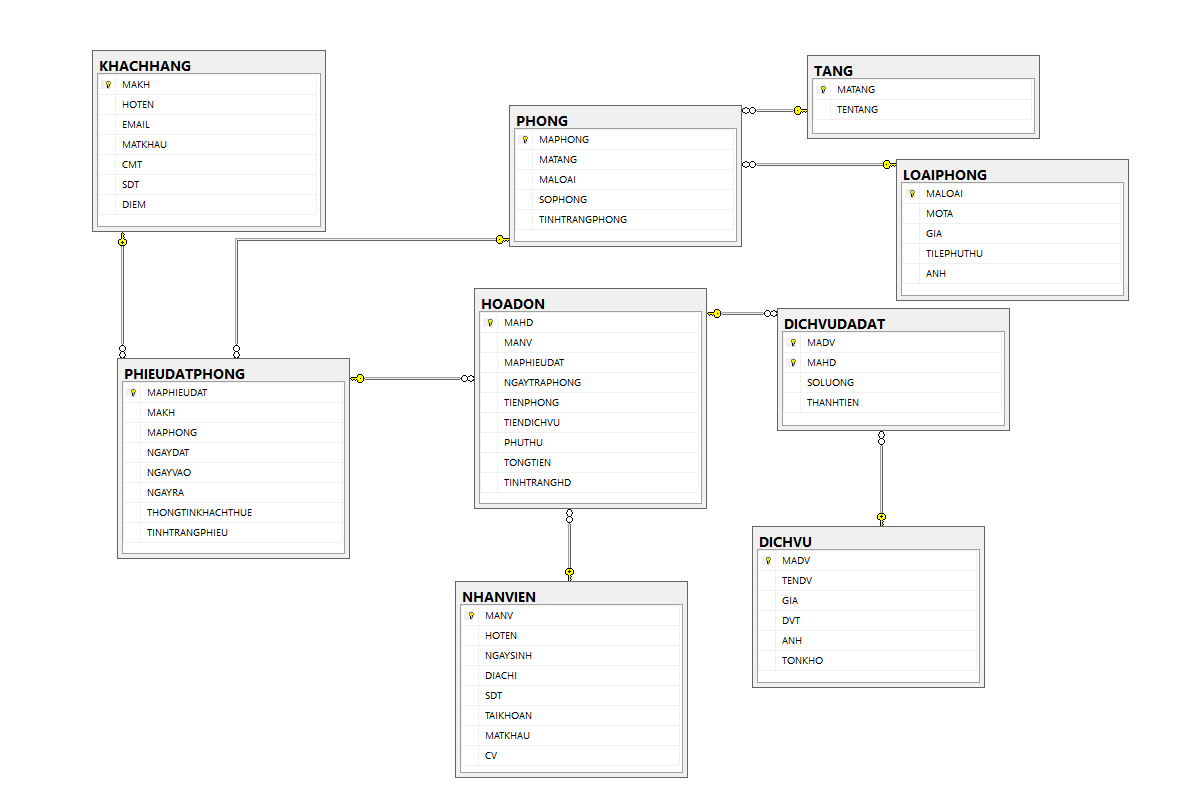 KHACHHANG
MAKH
HOTEN
EMAIL
MATKHAU
CMT
SDT
DIEM
PHONG
MAPHONG
MATANG
MALOAI
SOPHONG
TINHTRANGPHONG
TANG
MATANG
TENTANG
LOAIPHONG
MALOAI
MOTA
GIA
TILEPHUTHU
ANH
HOADON
MAHD
MANV
MAPHIEUDAT
NGAYTRAPHONG
TIENPHONG
TIENDICHVU
PHUTHU
TONGTIEN
TINHTRANGHD
DICHVUDADAT
MADV
MAHD
SOLUONG
THANHTIEN
PHIEUDATPHONG
MAPHIEUDAT
MAKH
MAPHONG
NGAYDAT
NGAYVAO
NGAYRA
THONGTINKHACHTHUE
TINHTRANGPHIEU
DICHVU
MADV
TENDV
GIA
DVT
ANH
TONKHO
NHANVIEN
MANV
HOTEN
NGAYSINH
DIACHI
SDT
TAIKHOAN
MATKHAU
CV